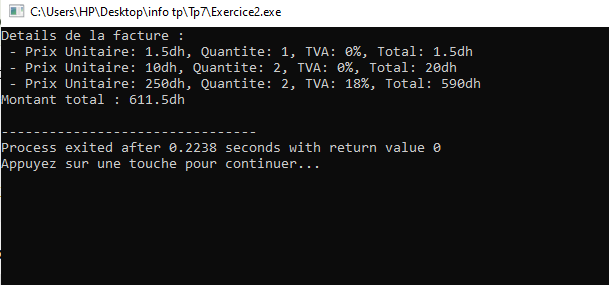 C:\Users\HP\Desktop\info tp\Tp7\Exercice2.exe
Details de la facture :
 - Prix Unitaire: 1.5dh, Quantite: 1, TVA: 0%, Total: 1.5dh
 - Prix Unitaire: 10dh, Quantite: 2, TVA: 0%, Total: 20dh
 - Prix Unitaire: 250dh, Quantite: 2, TVA: 18%, Total: 590dh
Montant total : 611.5dh
--------------------------------
Process exited after 0.2238 seconds with return value 0
Appuyez sur une touche pour continuer...